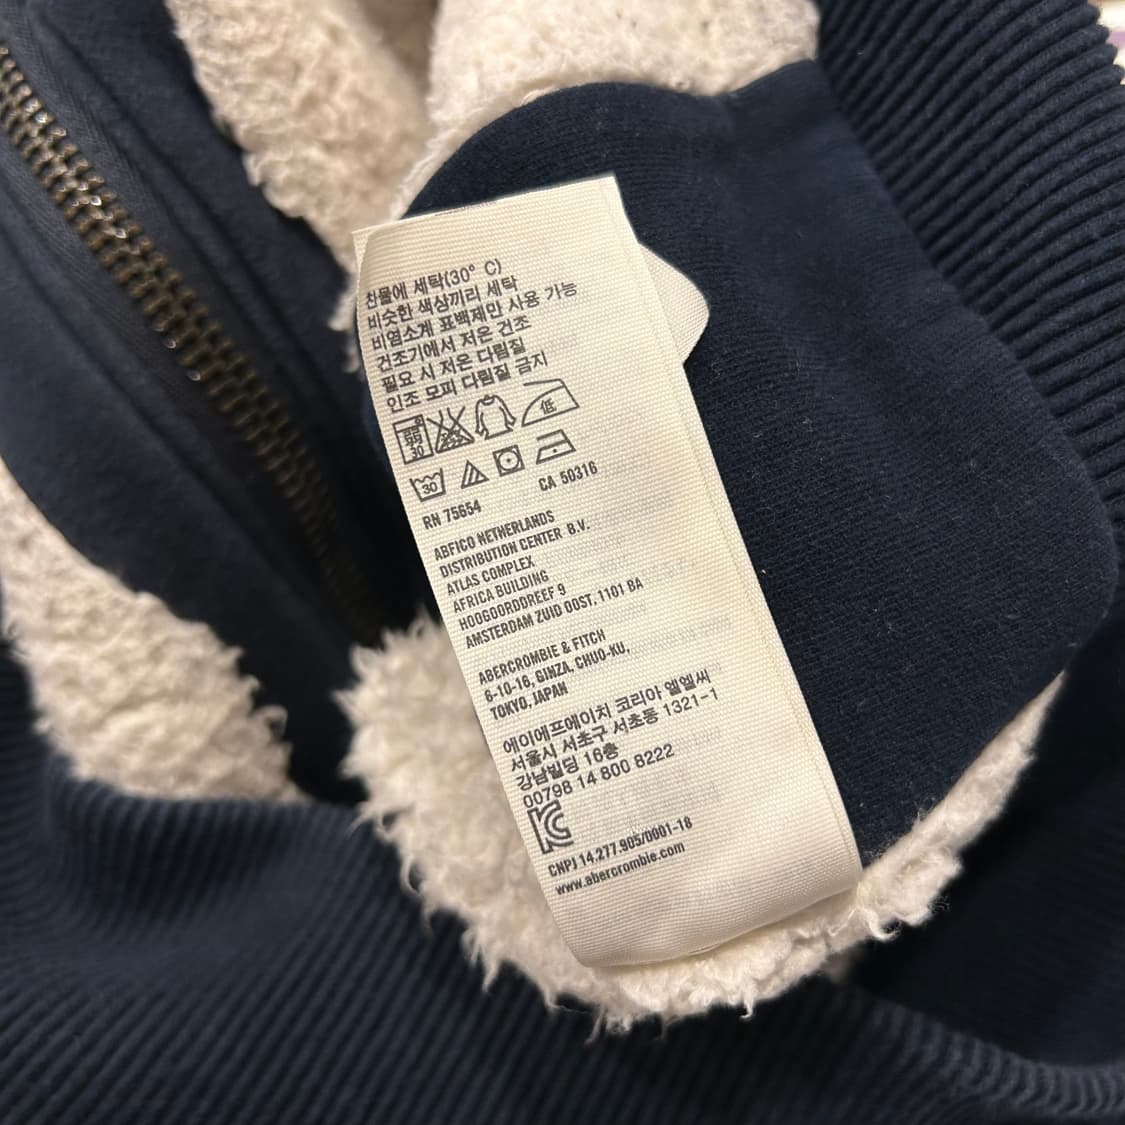 찬물에 세탁(30° C)
비슷한 색상끼리 세탁
비염소계 표백제만 사용 가능
건조기에서 저온 건조
필요 시 저온 다림질
인조 모피 다림질 금지
弱 30 低
30
RN 75654 CA 50316
ABFICO NETHERLANDS
DISTRIBUTION CENTER B.V.
ATLAS COMPLEX
AFRICA BUILDING
HOOGOORDDREEF 9
AMSTERDAM ZUID OOST, 1101 BA
ABERCROMBIE & FITCH
6-10-16, GINZA, CHUO-KU,
TOKYO, JAPAN
에이에프에이치 코리아 엘엘씨
서울시 서초구 서초동 1321-1
강남빌딩 16층
00798 14 800 8222
CNPJ 14.277.905/0001-18
www.abercrombie.com